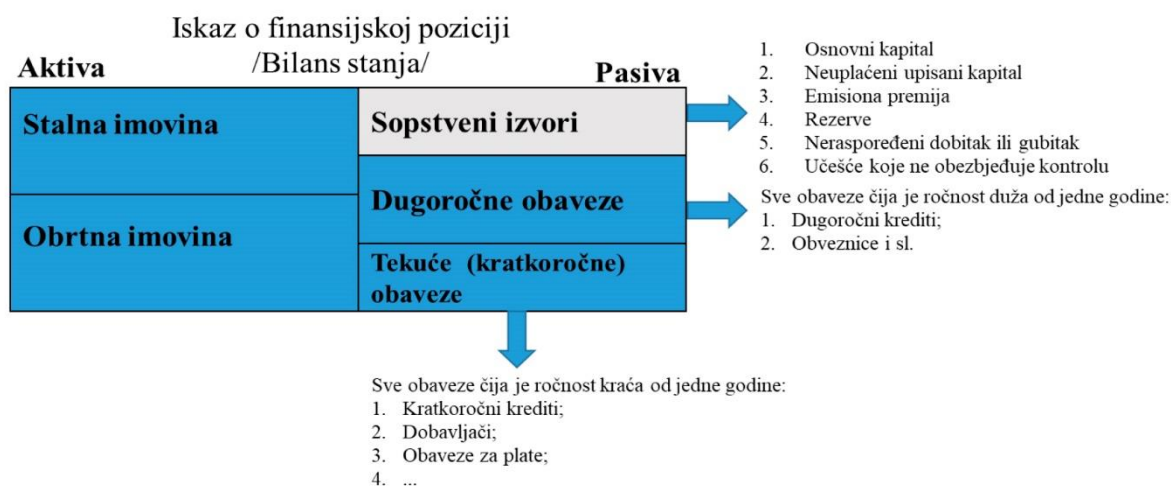 Iskaz o finansijskoj poziciji
/Bilans stanja/
Aktiva
Pasiva
Stalna imovina
Obrtna imovina
Sopstveni izvori
Dugoročne obaveze
Tekuće (kratkoročne)
obaveze
1. Osnovni kapital
2. Neuplaćeni upisani kapital
3. Emisiona premija
4. Rezerve
5. Neraspoređeni dobitak ili gubitak
6. Učešće koje ne obezbjeđuje kontrolu
Sve obaveze čija je ročnost duža od jedne godine:
1. Dugoročni krediti;
2. Obveznice i sl.
Sve obaveze čija je ročnost kraća od jedne godine:
1. Kratkoročni krediti;
2. Dobavljači;
3. Obaveze za plate;
4. ...